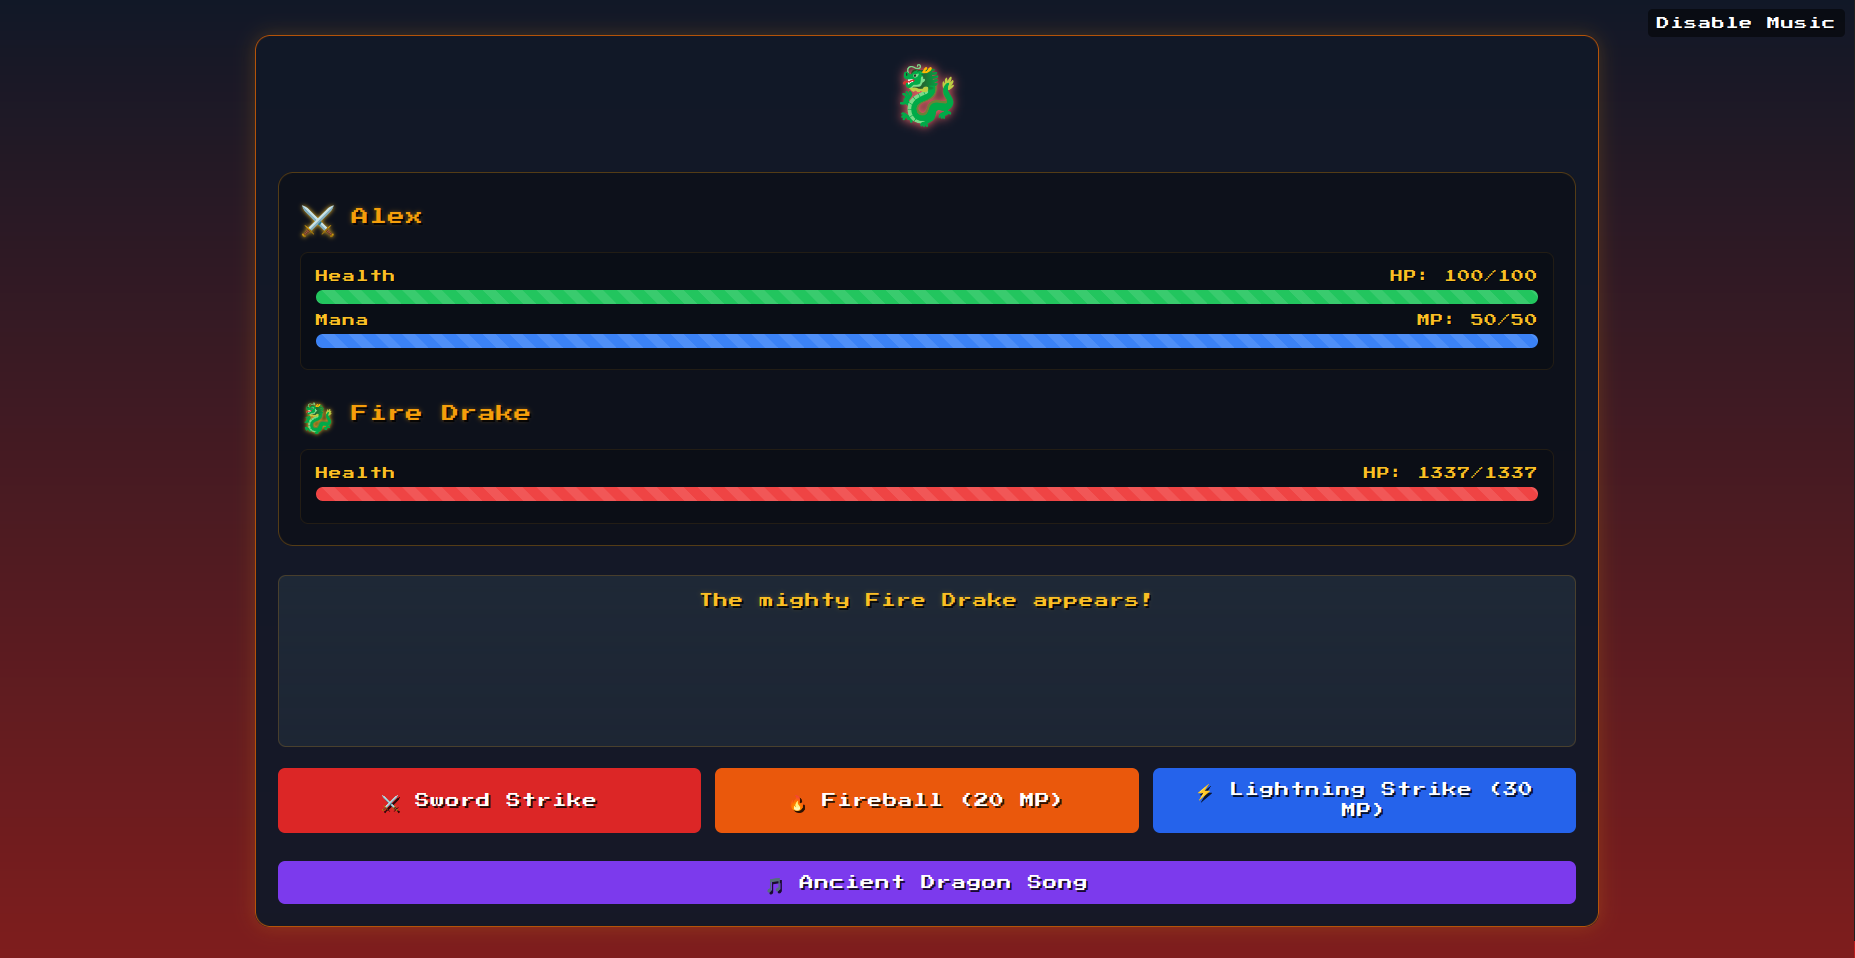 Disable Music
Alex
Health HP: 100/100
Mana MP: 50/50
Fire Drake
Health HP: 1337/1337
The mighty Fire Drake appears!
Sword Strike
Fireball (20 MP)
Lightning Strike (30
MP)
Ancient Dragon Song